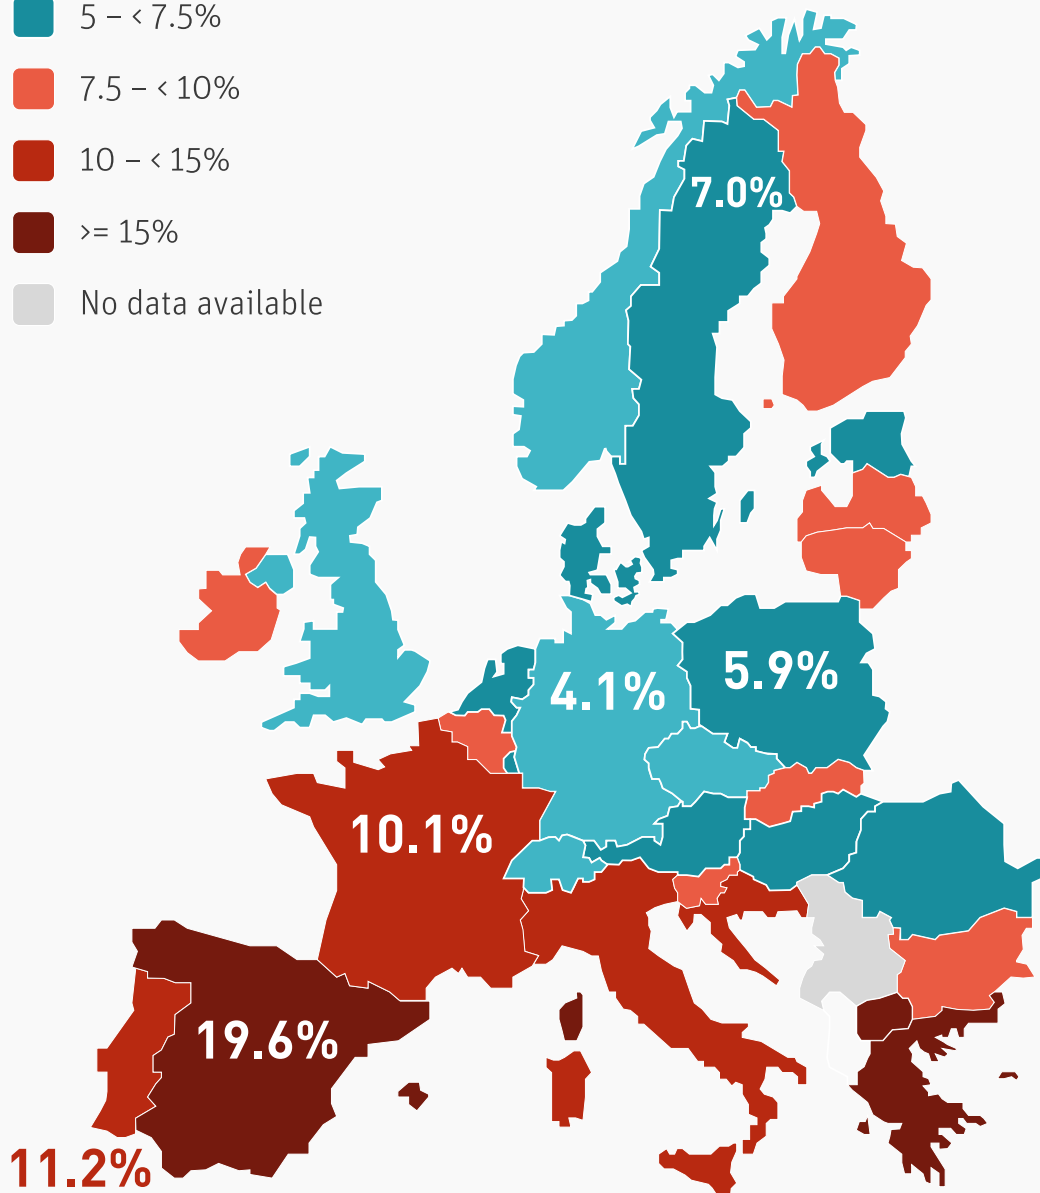 5 – < 7.5%
7.5 – < 10%
10 – < 15%
>= 15%
No data available
7.0%
5.9%
4.1%
10.1%
19.6%
11.2%